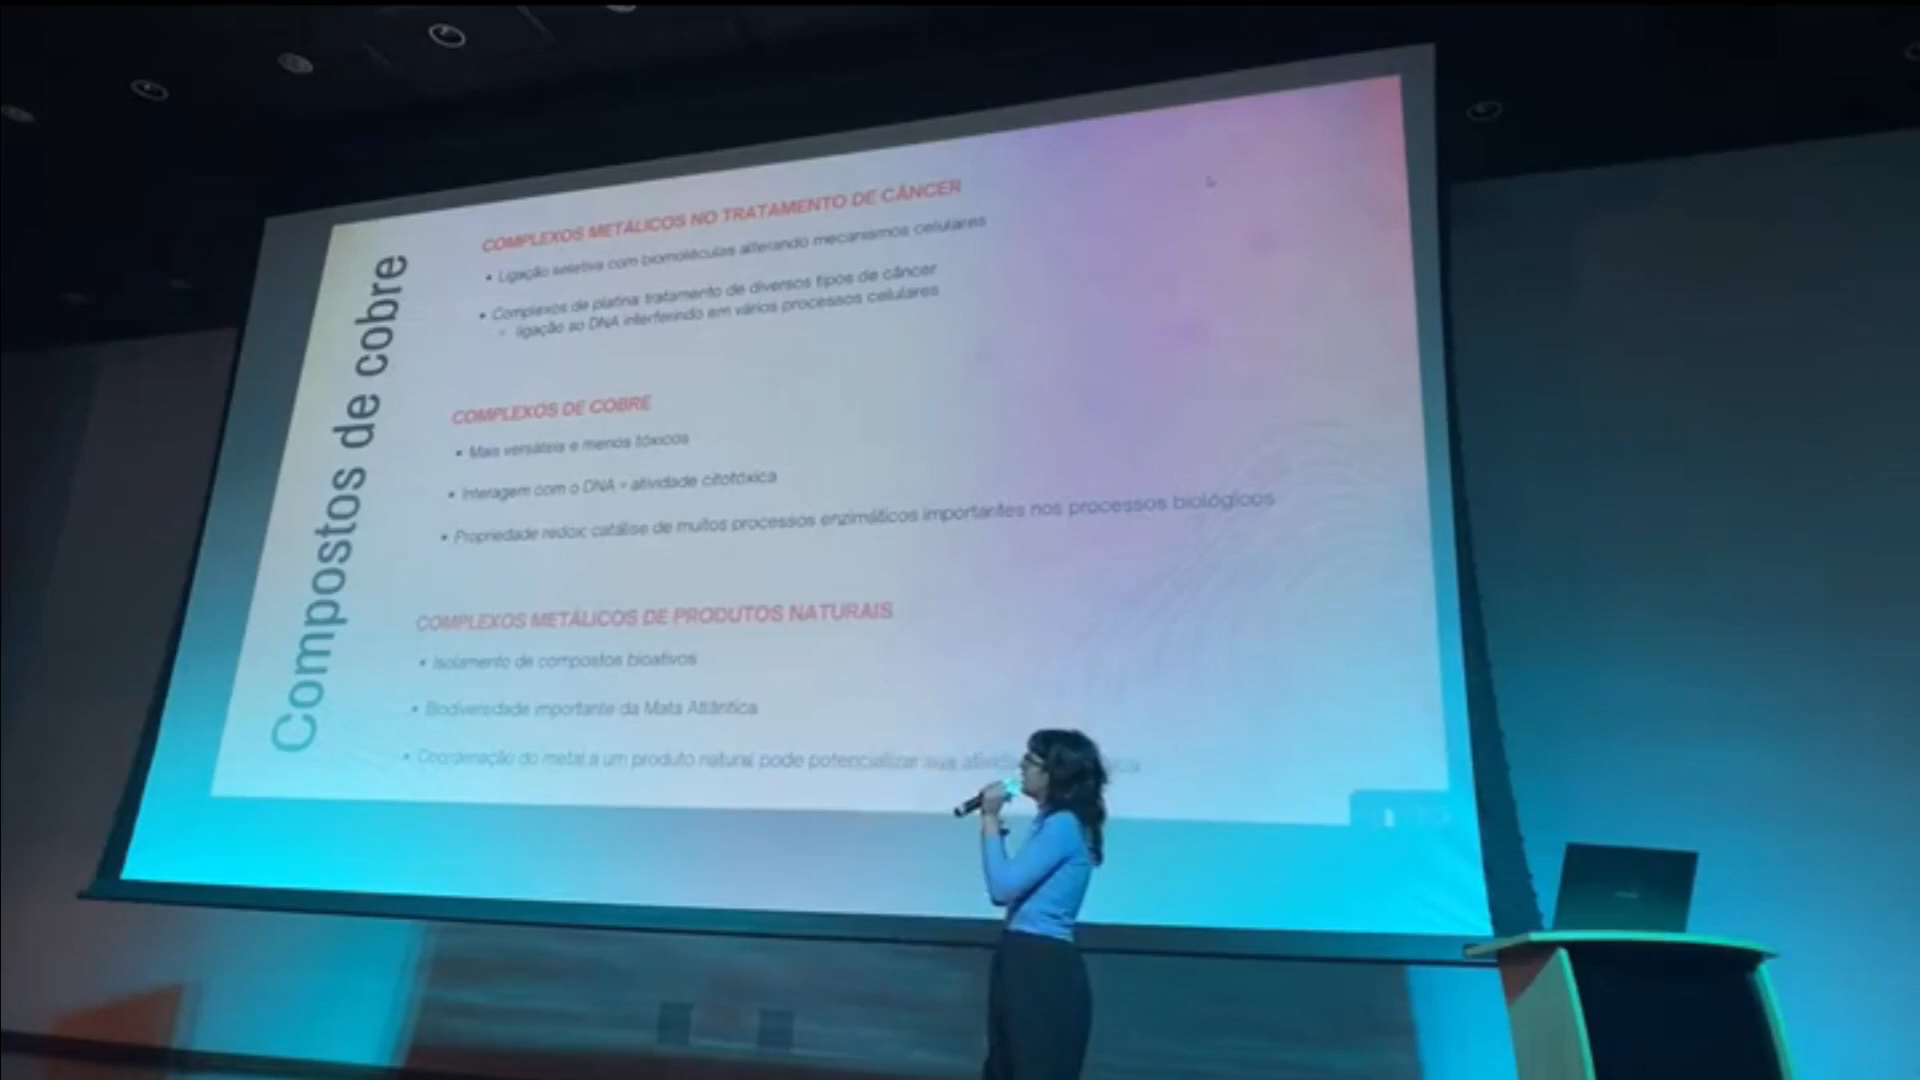 Compostos de cobre
COMPLEXOS METÁLICOS NO TRATAMENTO DE CÂNCER
• Ligação seletiva com biomoléculas alterando mecanismos celulares
• Complexos de platina: tratamento de diversos tipos de câncer
ligação ao DNA interferindo em vários processos celulares
COMPLEXOS DE COBRE
• Mais versáteis e menos tóxicos
• Interagem com o DNA = atividade citotóxica
• Propriedade redox: catálise de muitos processos enzimáticos importantes nos processos biológicos
COMPLEXOS METÁLICOS DE PRODUTOS NATURAIS
• Isolamento de compostos bioativos
• Biodiversidade importante da Mata Atlântica
• Coordenação do metal a um produto natural pode potencializar sua